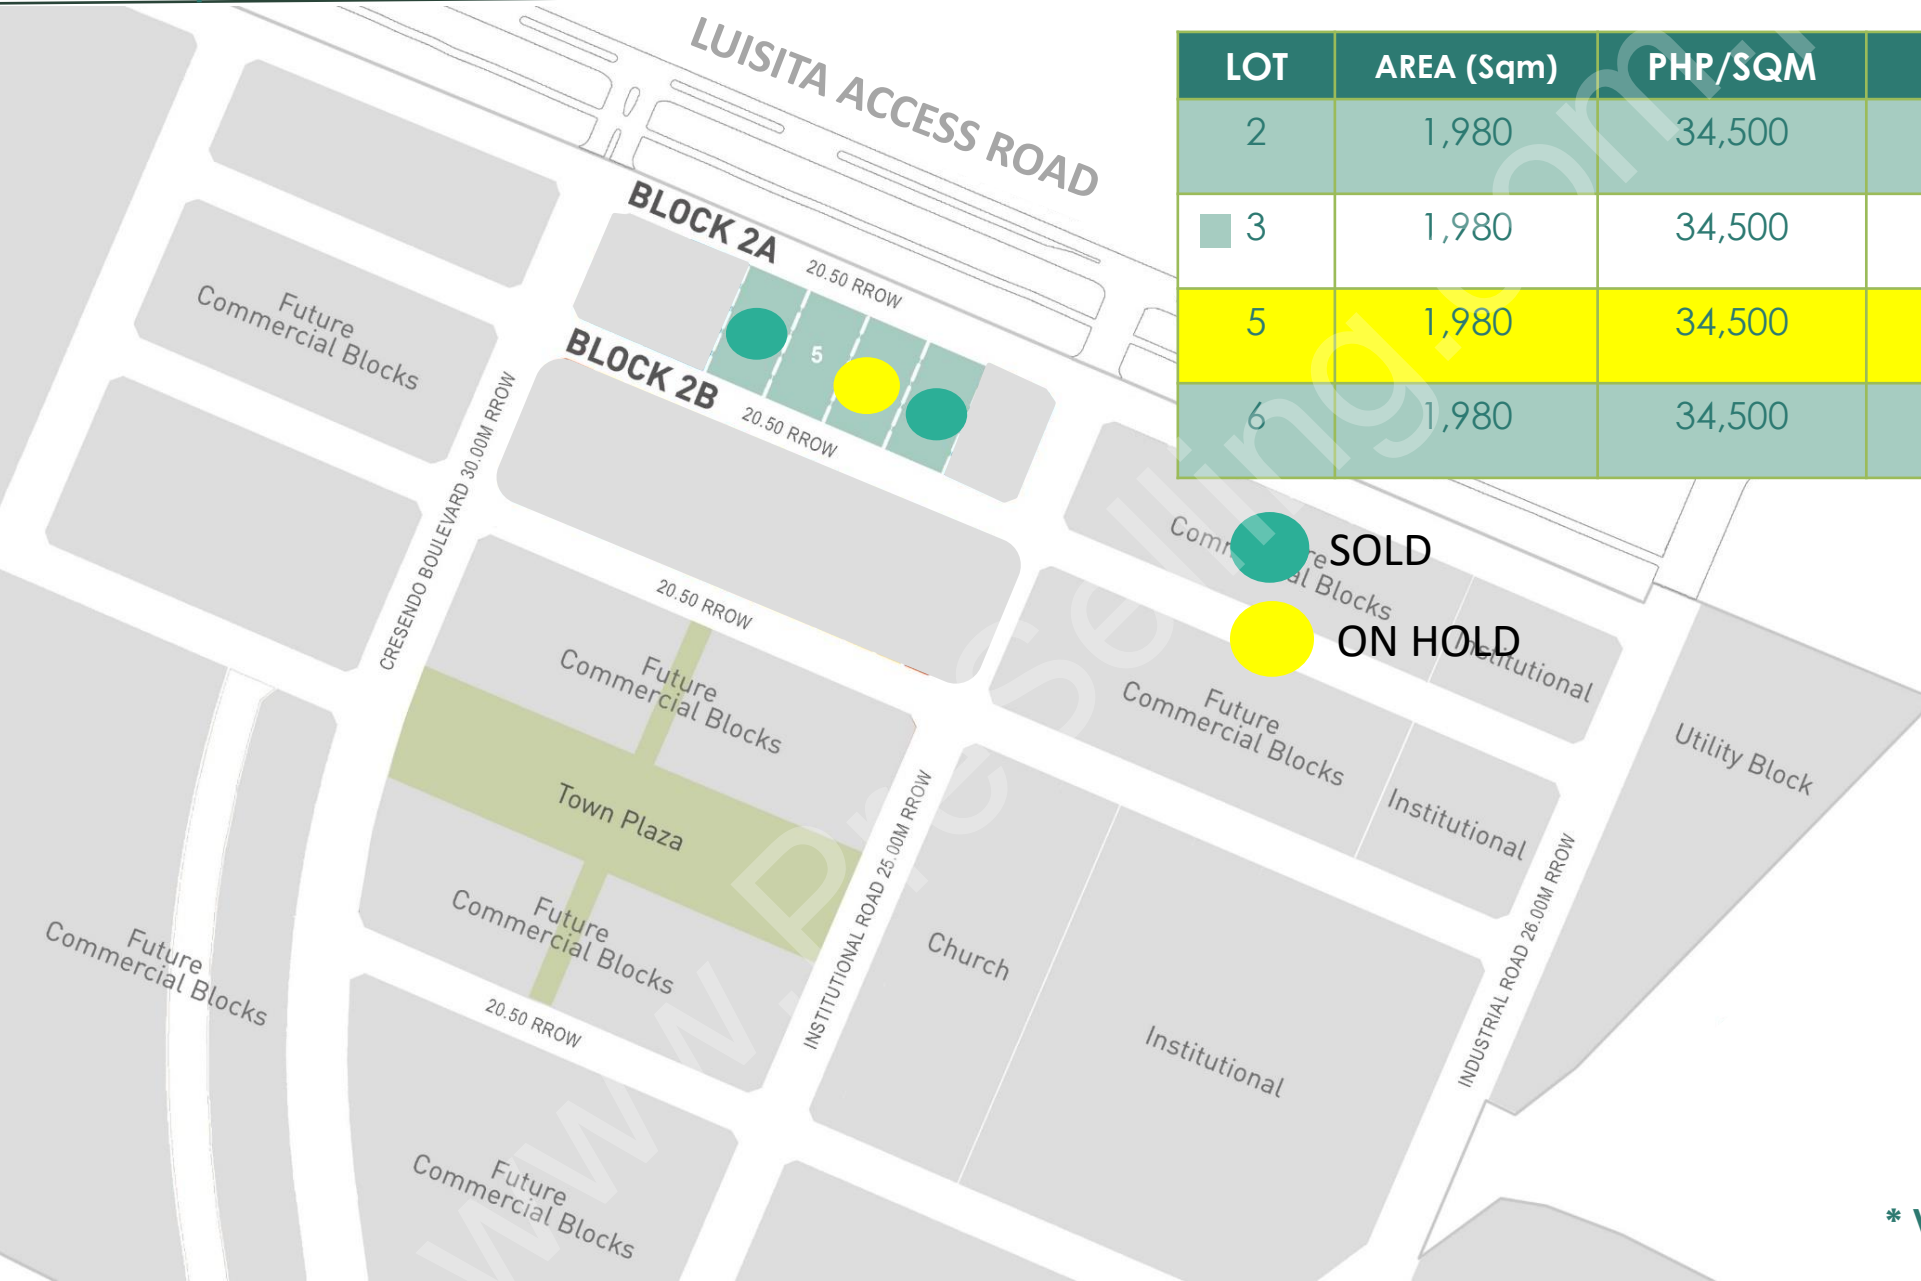 LUISITA ACCESS ROAD
LOT AREA (Sqm) PHP/SQM
2 1,980 34,500
3 1,980 34,500
5 1,980 34,500
6 1,980 34,500
BLOCK 2A
20.50 RROW
5
BLOCK 2B
20.50 RROW
Future
Commercial Blocks
CRESENDO BOULEVARD 30.00M RROW
SOLD
ON HOLD
Blocks
Institutional
20.50 RROW
Future
Commercial Blocks
Future
Commercial Blocks
Institutional
Utility Block
Town Plaza
INSTITUTIONAL ROAD 25.00M RROW
INDUSTRIAL ROAD 26.00M RROW
Future
Commercial Blocks
Future
Commercial Blocks
Church
Institutional
20.50 RROW
Future
Commercial Blocks
*
www.PreSelling.com.